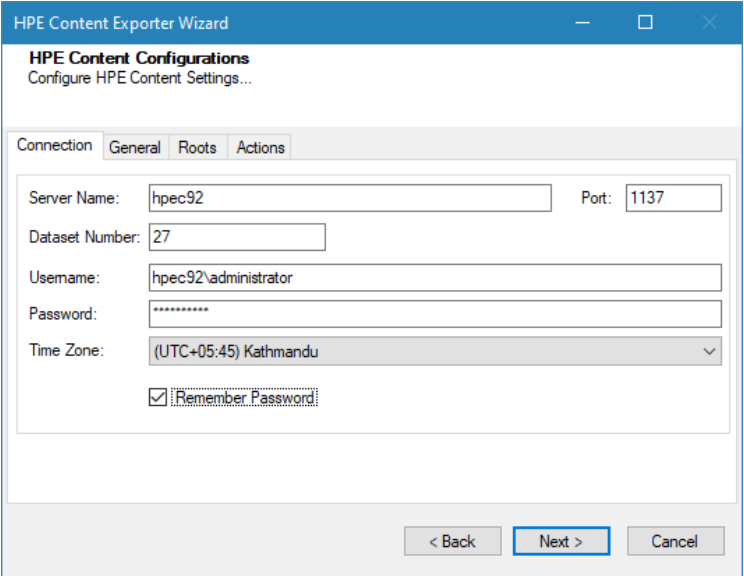 HPE Content Exporter Wizard
HPE Content Configurations
Configure HPE Content Settings...
Connection General Roots Actions
Server Name: hpec92 Port: 1137
Dataset Number: 27
Username: hpec92\administrator
Password: **********
Time Zone: (UTC+05:45) Kathmandu
Remember Password
< Back Next > Cancel